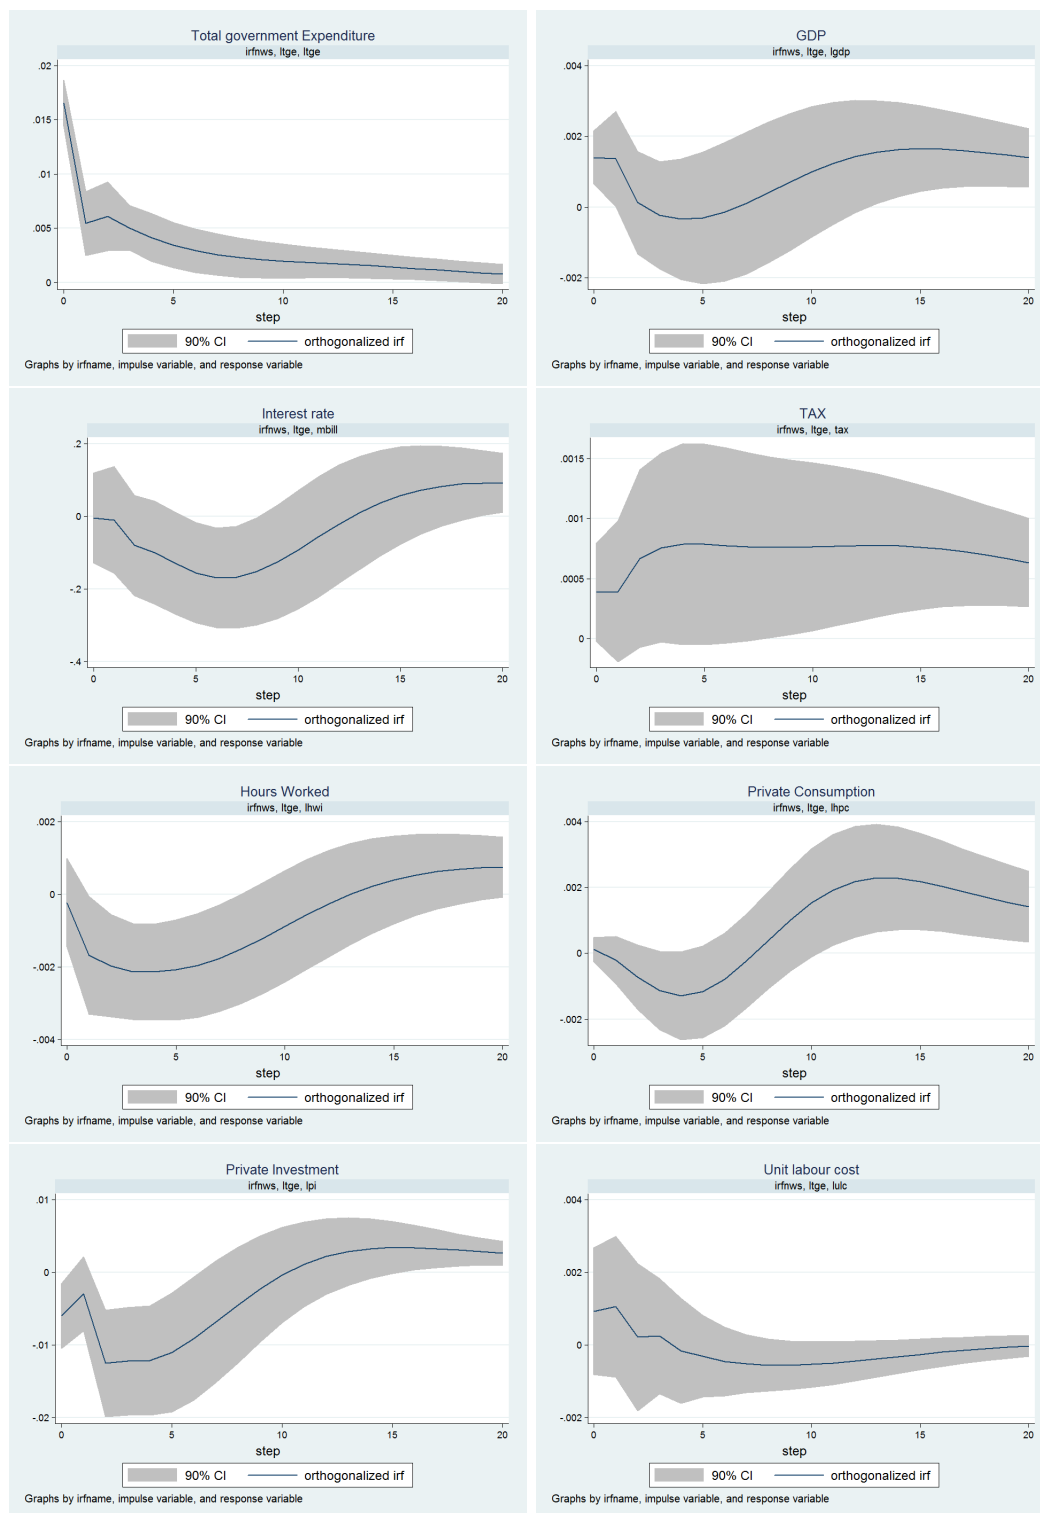 Total government Expenditure
irfnws, ltge, ltge
.02
.015
.01
.005
0
0 5 10 15 20
step
90% CI orthogonalized irf
Graphs by irfname, impulse variable, and response variable
GDP
irfnws, ltge, lgdp
.004
.002
0
-.002
0 5 10 15 20
step
90% CI orthogonalized irf
Graphs by irfname, impulse variable, and response variable
Interest rate
irfnws, ltge, mbill
.2
0
-.2
-.4
0 5 10 15 20
step
90% CI orthogonalized irf
Graphs by irfname, impulse variable, and response variable
TAX
irfnws, ltge, tax
.0015
.001
.0005
0
0 5 10 15 20
step
90% CI orthogonalized irf
Graphs by irfname, impulse variable, and response variable
Hours Worked
irfnws, ltge, lhwi
.002
0
-.002
-.004
0 5 10 15 20
step
90% CI orthogonalized irf
Graphs by irfname, impulse variable, and response variable
Private Consumption
irfnws, ltge, lhpc
.004
.002
0
-.002
0 5 10 15 20
step
90% CI orthogonalized irf
Graphs by irfname, impulse variable, and response variable
Private Investment
irfnws, ltge, lpi
.01
0
-.01
-.02
0 5 10 15 20
step
90% CI orthogonalized irf
Graphs by irfname, impulse variable, and response variable
Unit labour cost
irfnws, ltge, lulc
.004
.002
0
-.002
0 5 10 15 20
step
90% CI orthogonalized irf
Graphs by irfname, impulse variable, and response variable